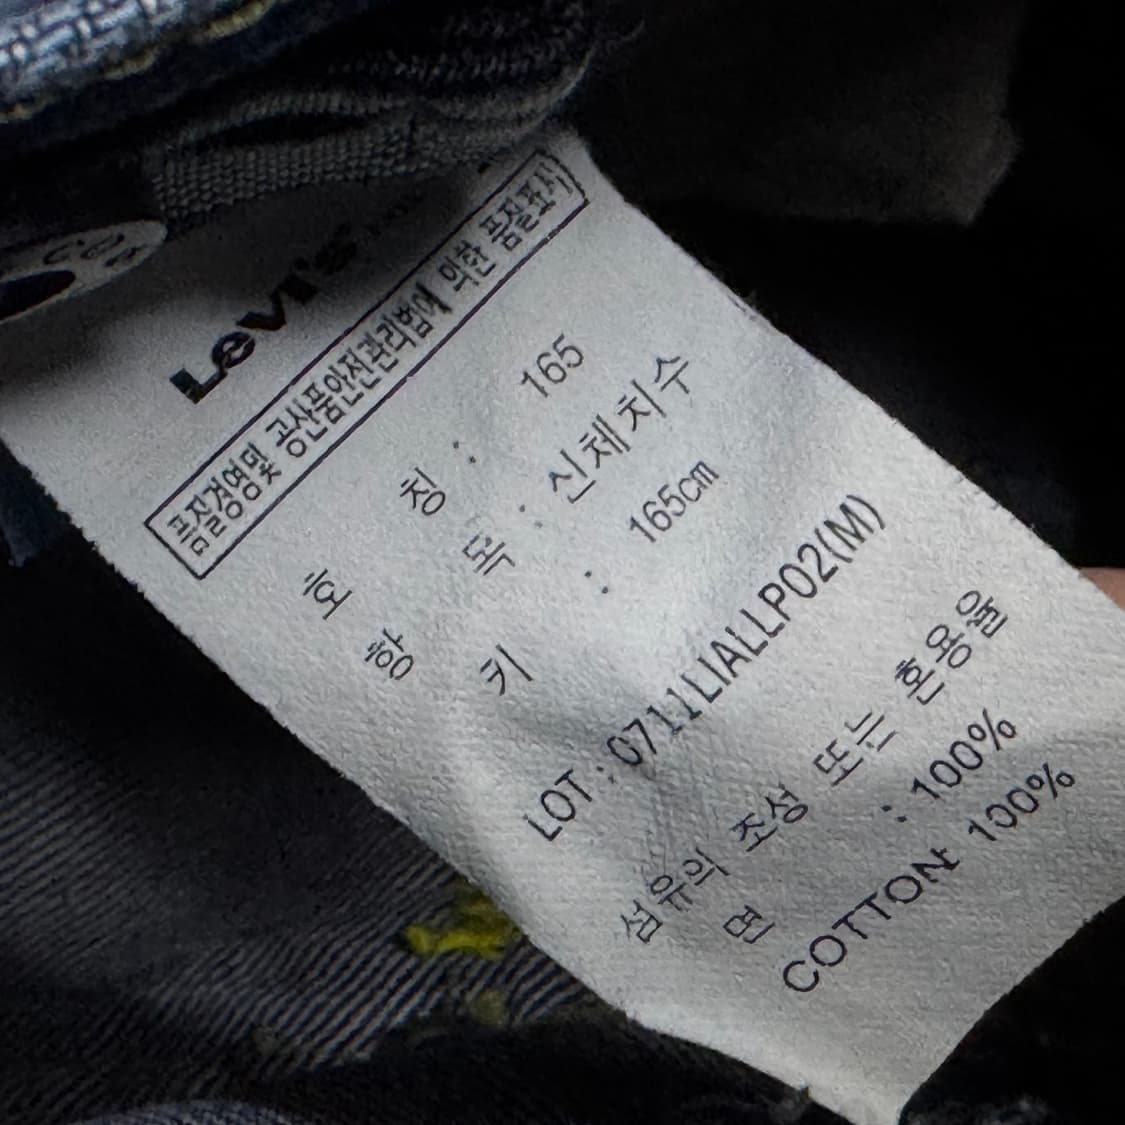 Levi's
품질경영및 공산품안전관리법에 의한 품질표시
호 칭 : 165
항 목 : 신체치수
키 : 165cm
LOT : 0711LIALLP02(M)
섬유의 조성 또는 혼용율
면 : 100%
COTTON 100%